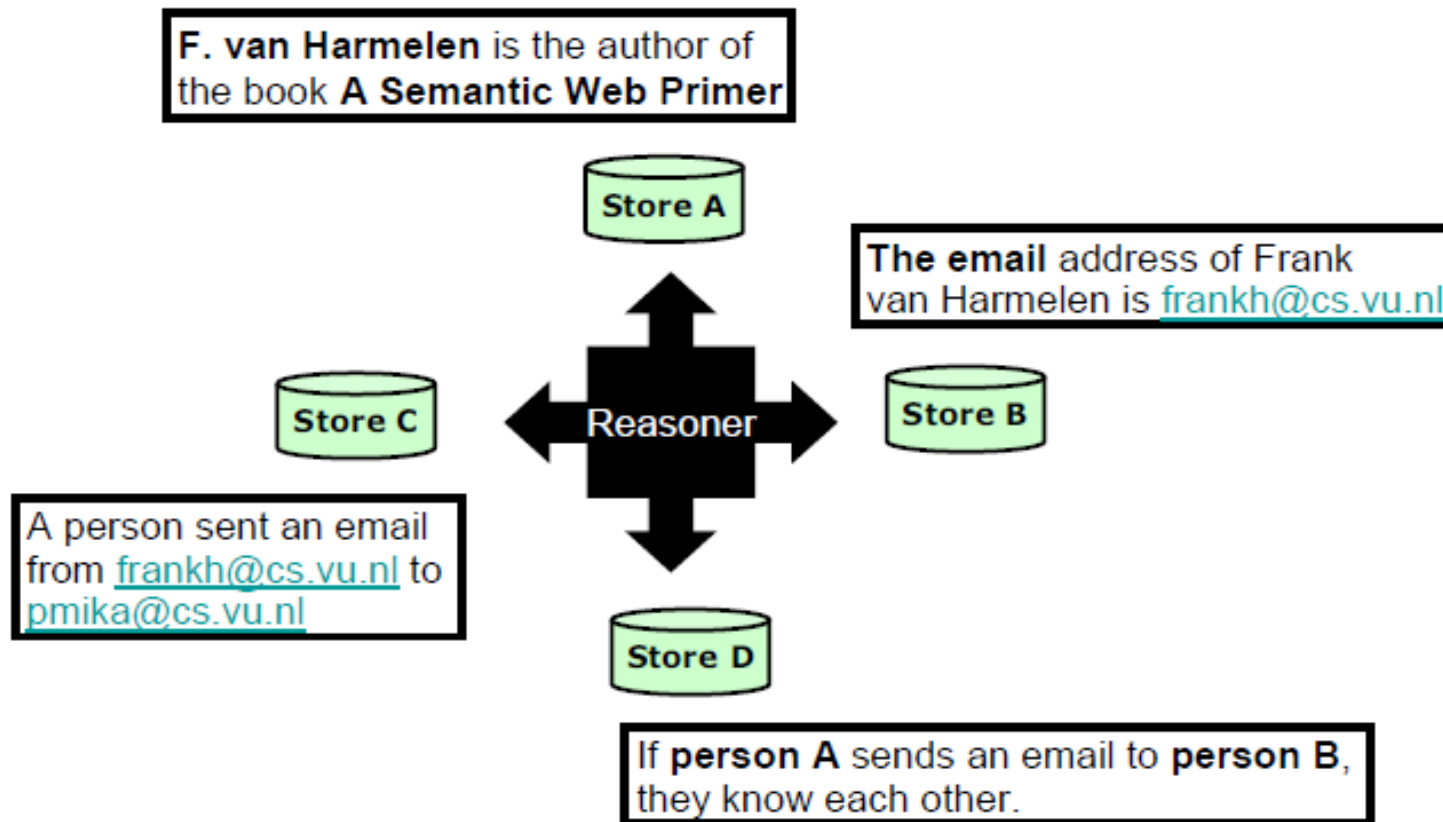 F. van Harmelen is the author of
the book A Semantic Web Primer
Store A
The email address of Frank
van Harmelen is frankh@cs.vu.nl
Store C
Reasoner
Store B
A person sent an email
from frankh@cs.vu.nl to
pmika@cs.vu.nl
Store D
If person A sends an email to person B,
they know each other.